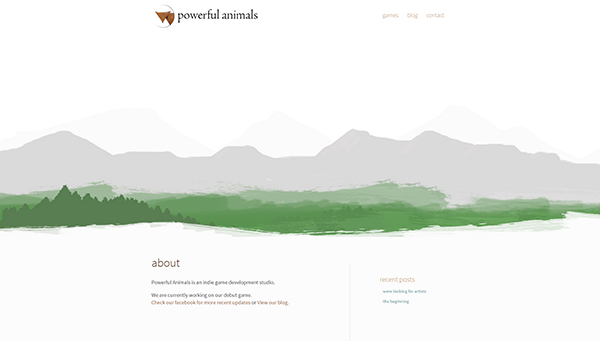 powerful animals
games blog contact
about
Powerful Animals is an indie game development studio.
We are currently working on our debut game.
Check our facebook for more recent updates or View our blog.
recent posts
were looking for artists
the beginning